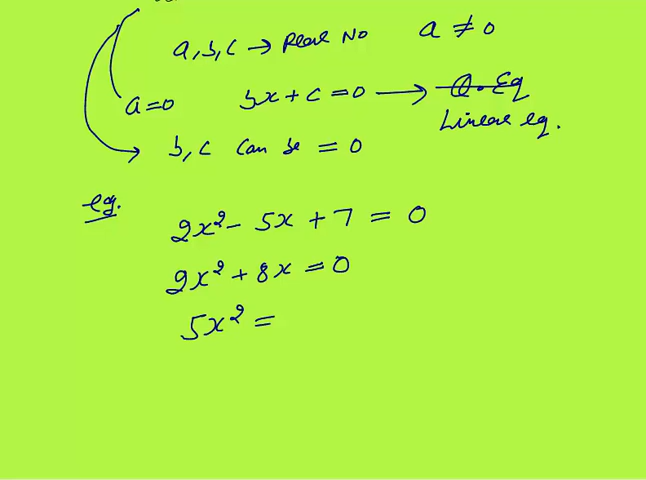 a, b, c → Real No a ≠ 0
a = 0 bx + c = 0 → Q. Eq
Linear eq.
b, c can be = 0
eg.
2x² - 5x + 7 = 0
2x² + 8x = 0
5x² =